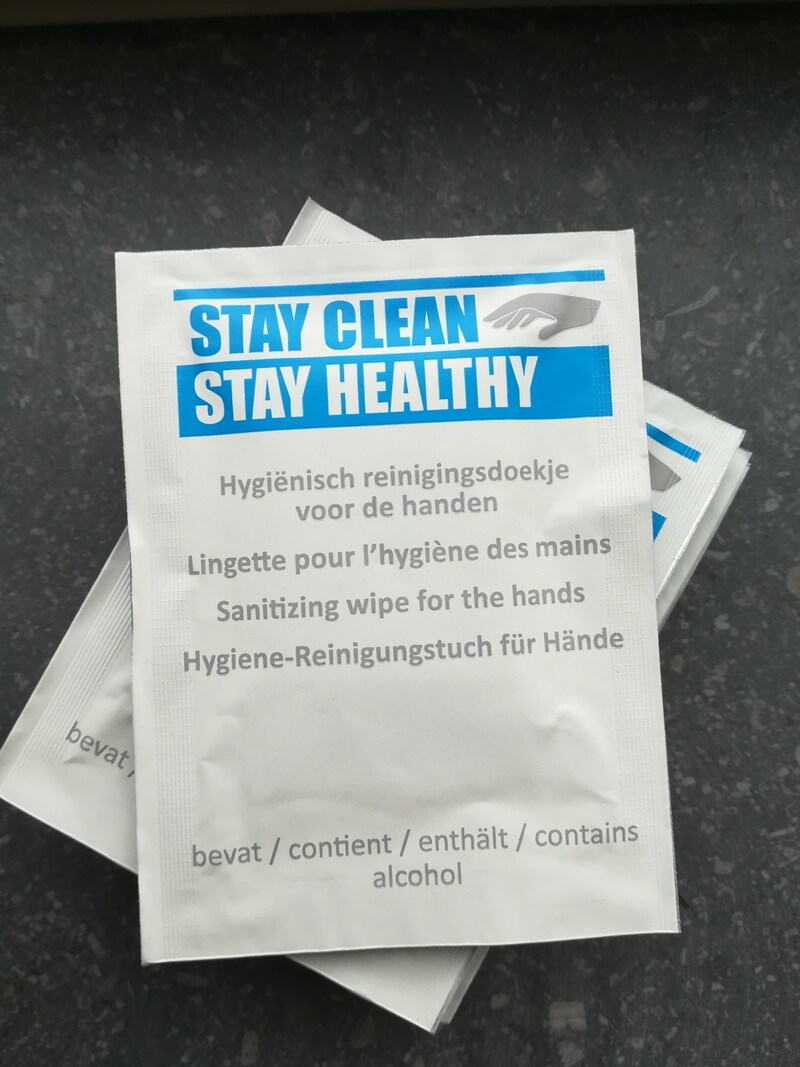 STAY CLEAN
STAY HEALTHY
Hygiënisch reinigingsdoekje
voor de handen
Lingette pour l'hygiène des mains
Sanitizing wipe for the hands
Hygiene-Reinigungstuch für Hände
bevat / contient / enthält / contains
alcohol
bevat /